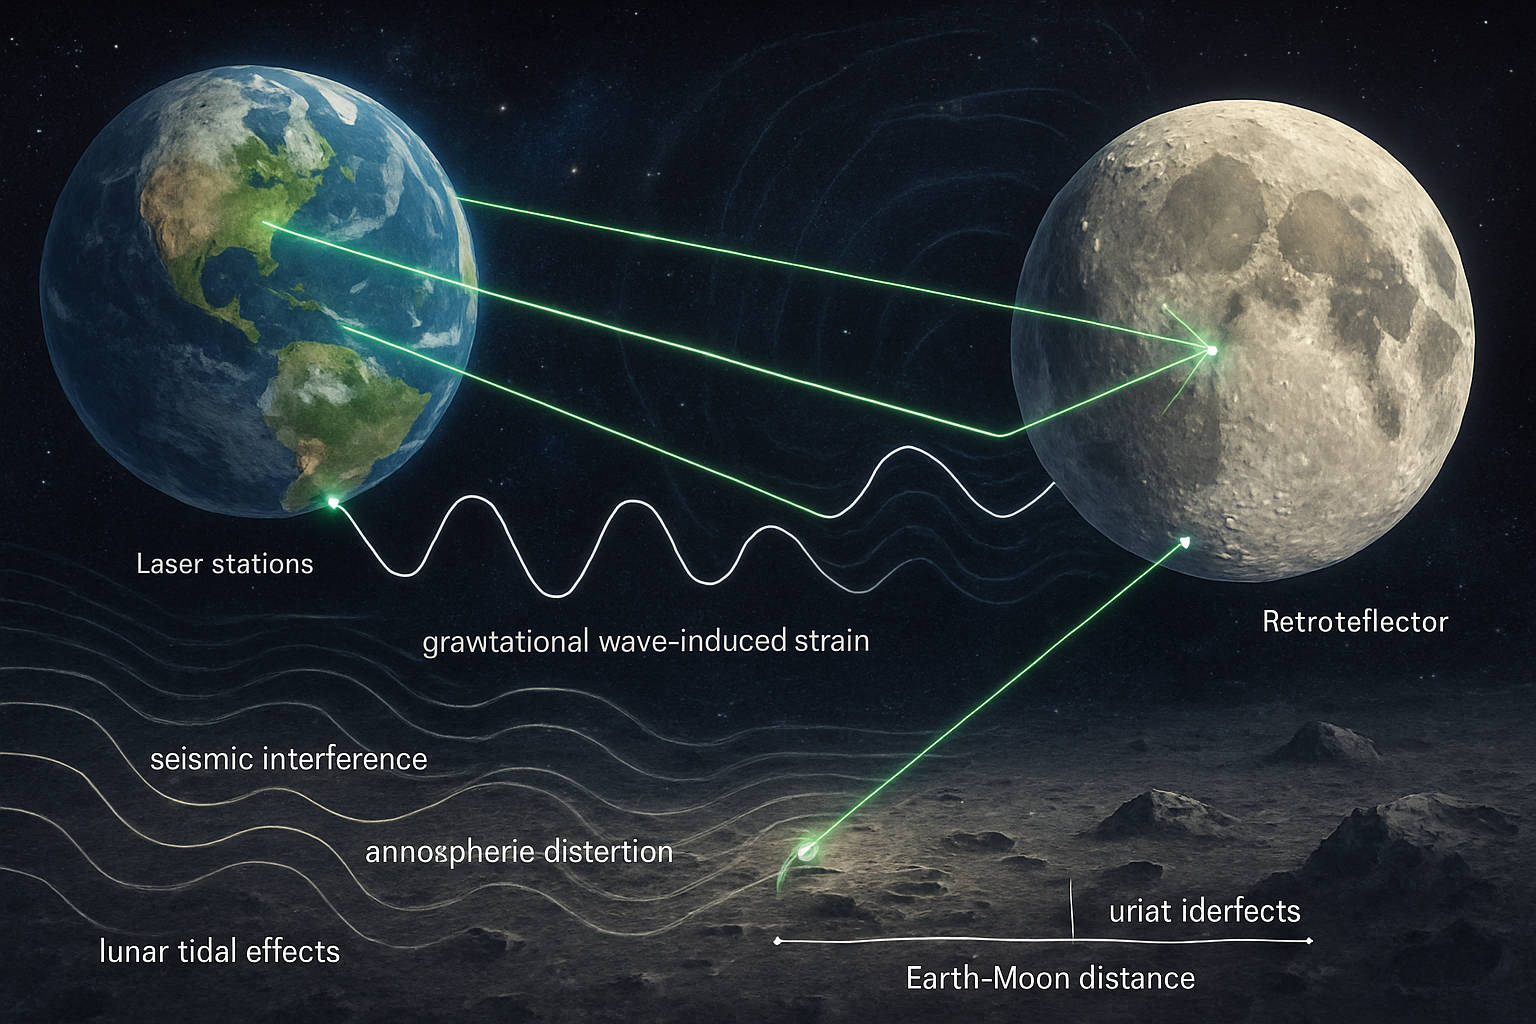 Laser stations
grawtational wave-induced strain
Retroteflector
seismic interference
annospherie distertion
uriat iderfects
lunar tidal effects
Earth-Moon distance